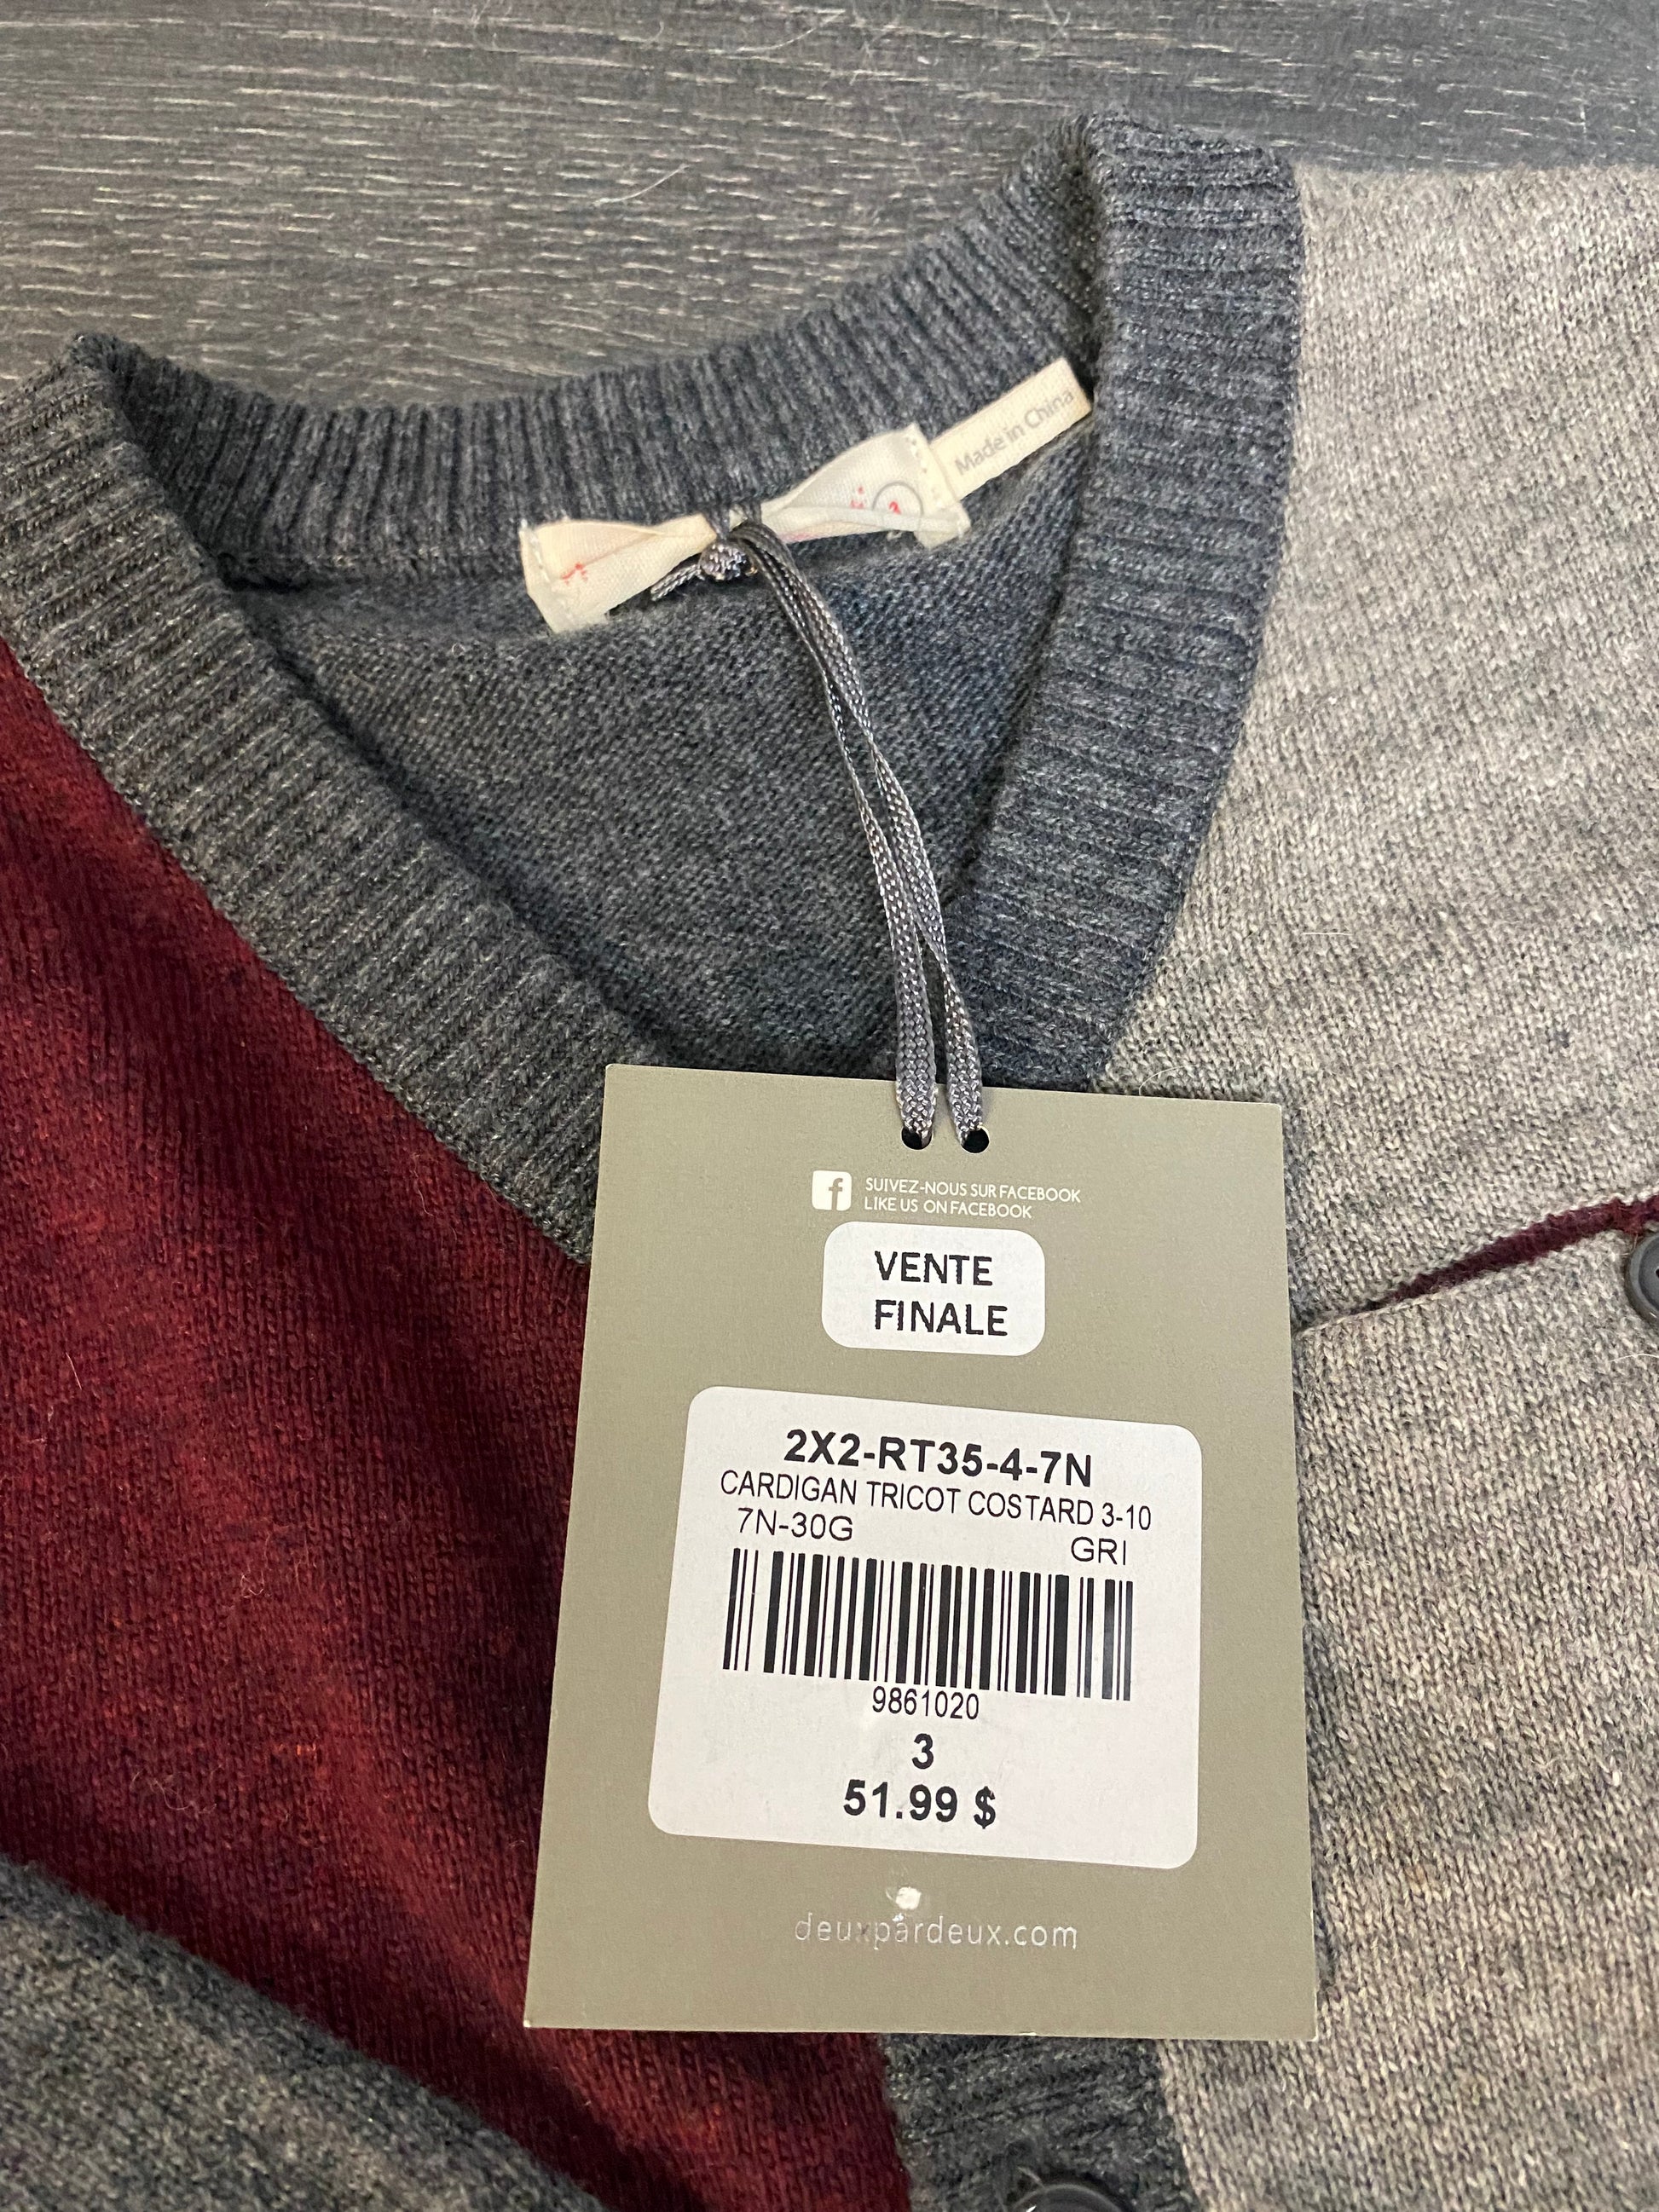 Made in China
3
SUIVEZ-NOUS SUR FACEBOOK
LIKE US ON FACEBOOK
VENTE
FINALE
2X2-RT35-4-7N
CARDIGAN TRICOT COSTARD 3-10
7N-30G GRI
9861020
3
51.99 $
deuxpardeux.com